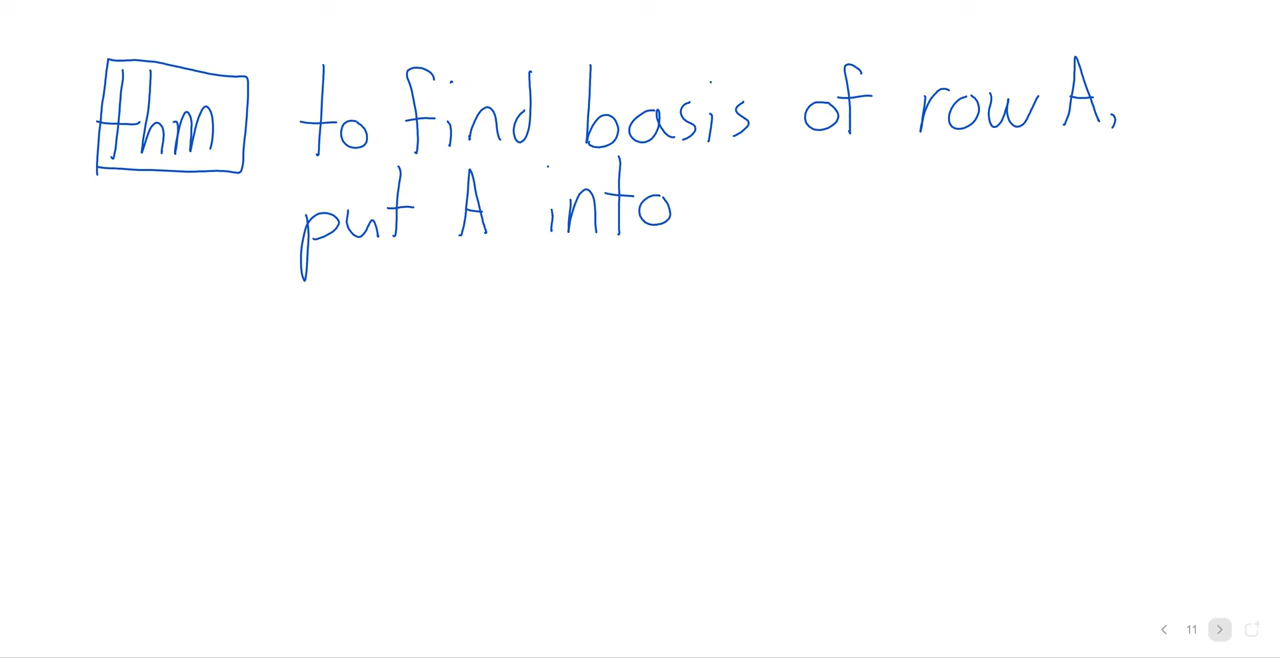 thm to find basis of row A,
put A into
11